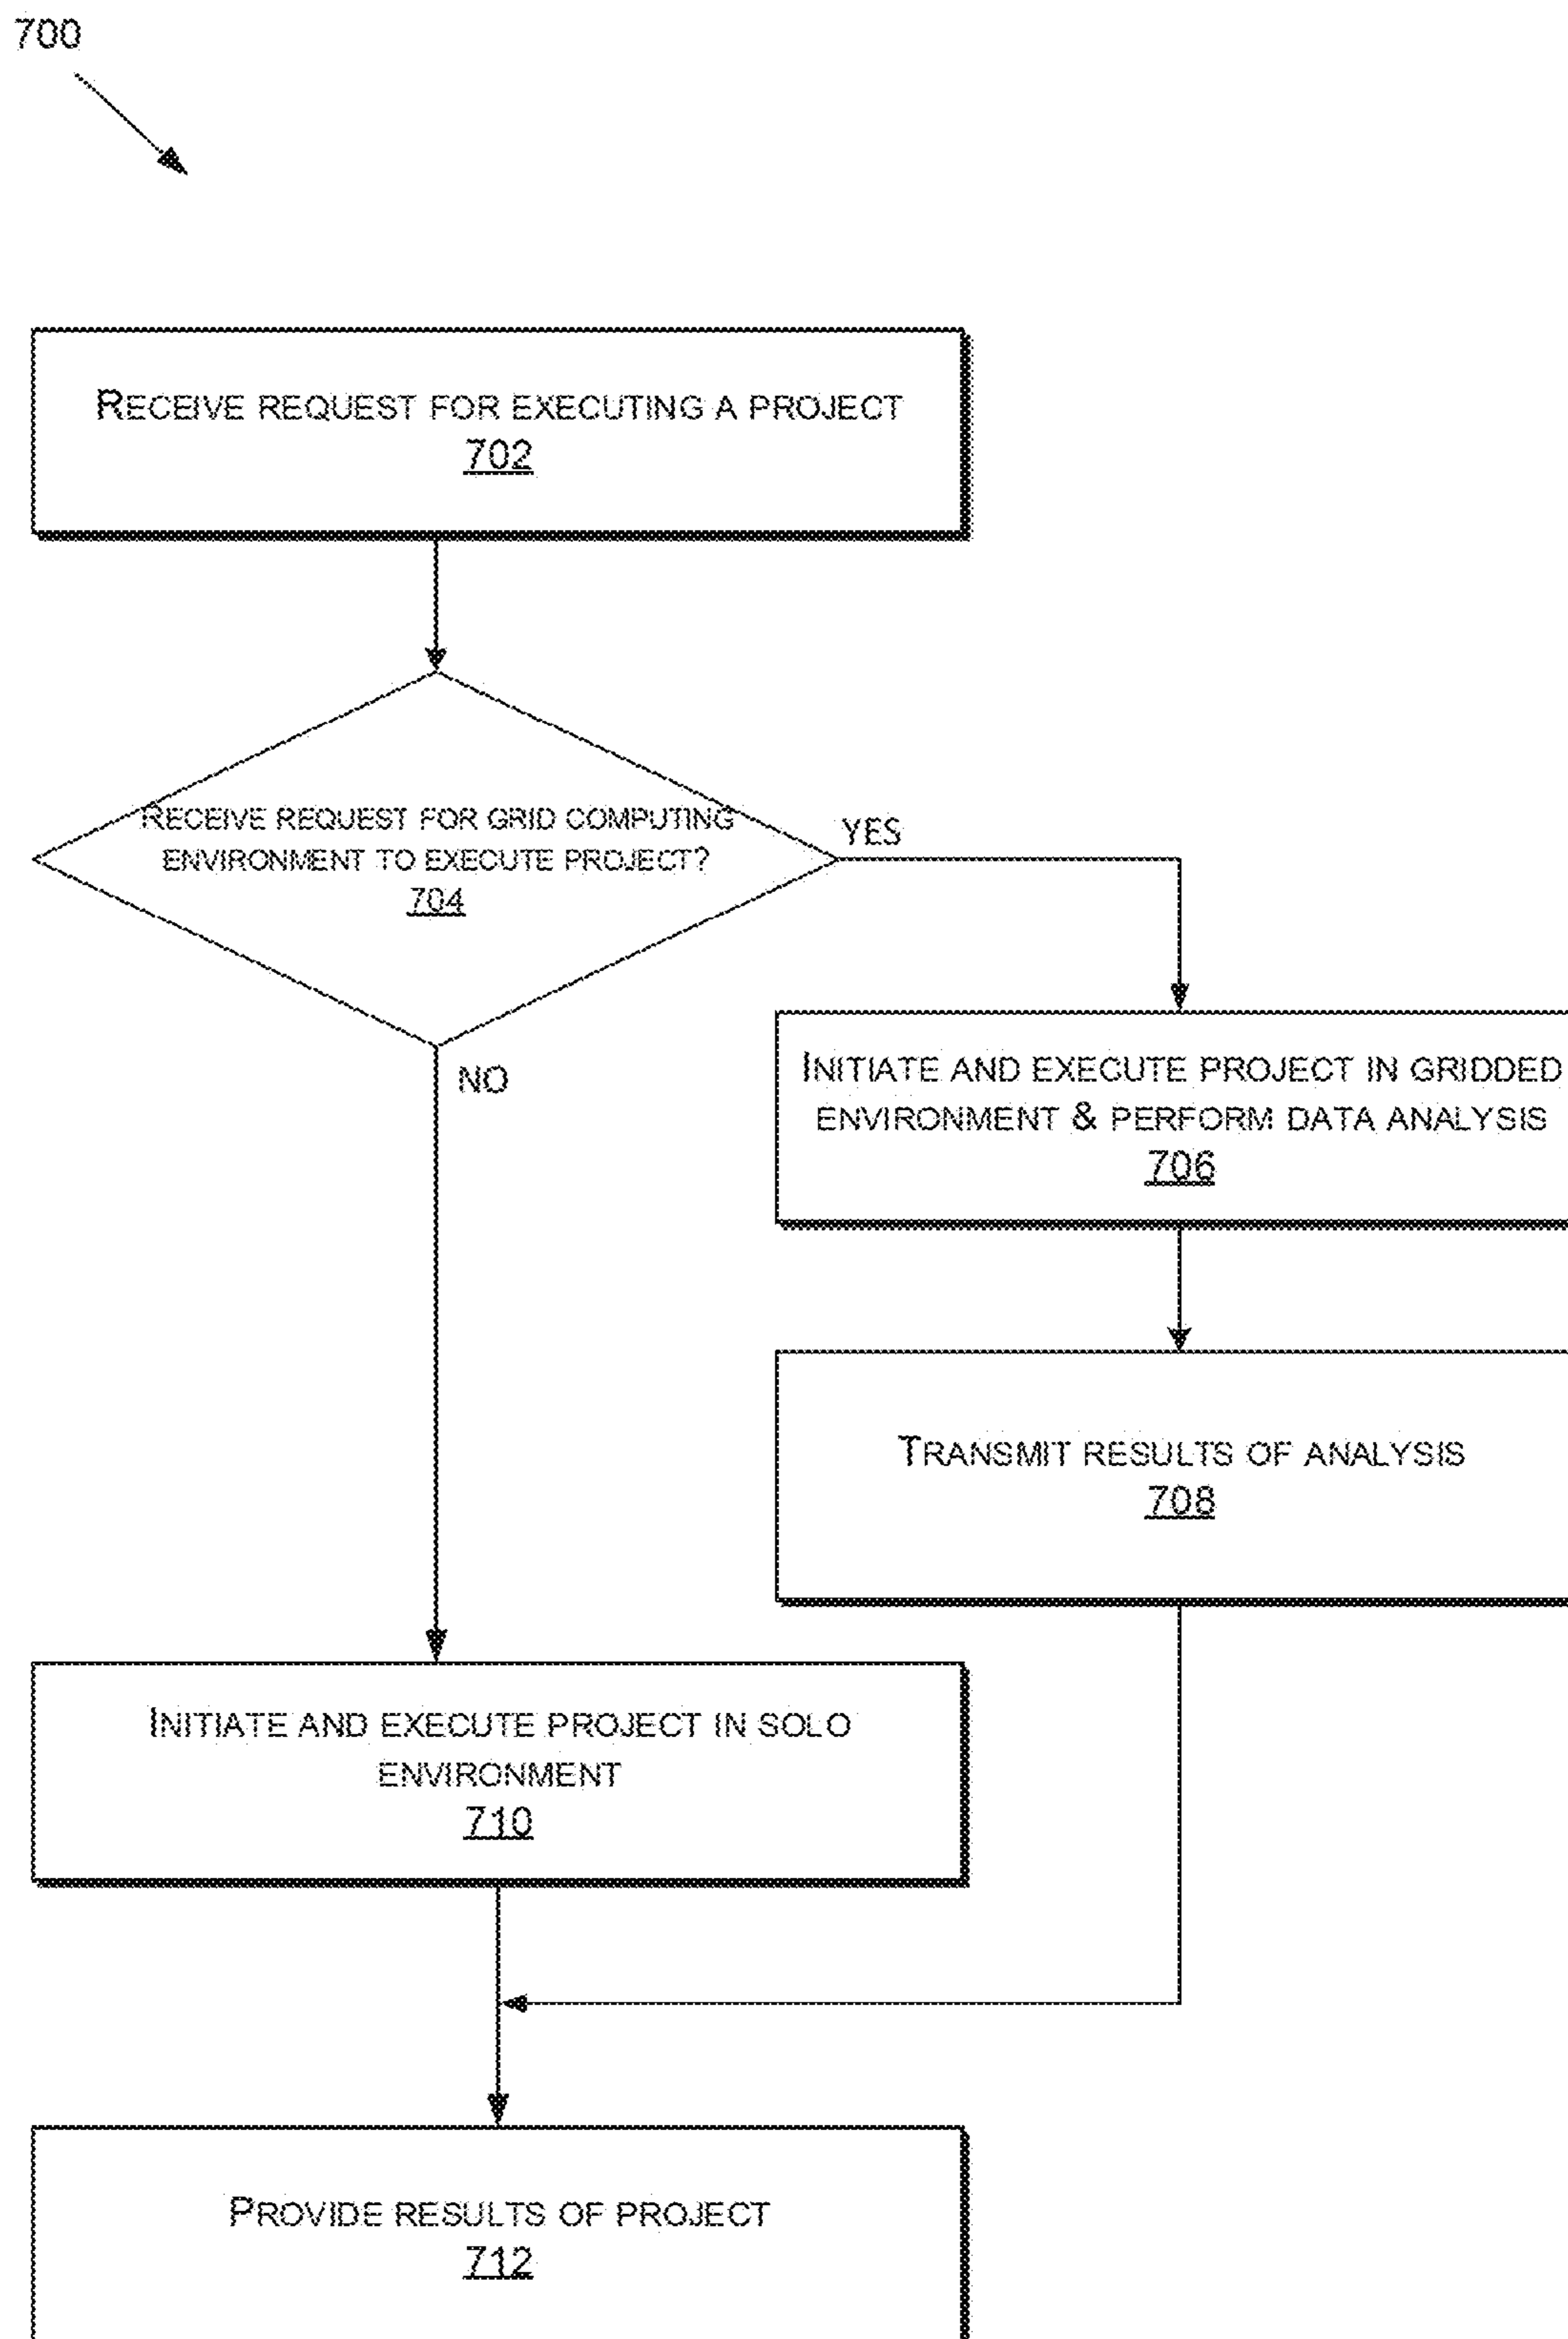 700
RECEIVE REQUEST FOR EXECUTING A PROJECT
702
RECEIVE REQUEST FOR GRID COMPUTING
ENVIRONMENT TO EXECUTE PROJECT?
704
YES
NO
INITIATE AND EXECUTE PROJECT IN GRIDDED
ENVIRONMENT & PERFORM DATA ANALYSIS
706
TRANSMIT RESULTS OF ANALYSIS
708
INITIATE AND EXECUTE PROJECT IN SOLO
ENVIRONMENT
710
PROVIDE RESULTS OF PROJECT
712